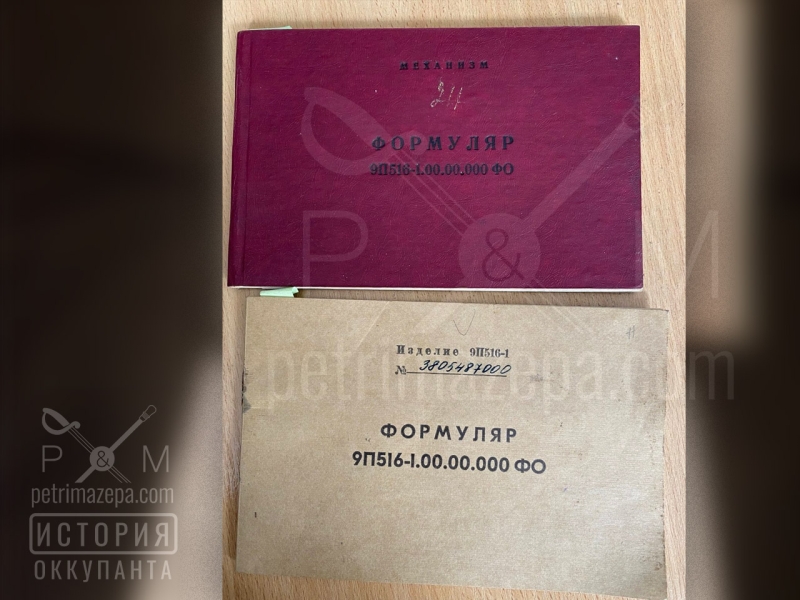 МЕХАНИЗМ
211
ФОРМУЛЯР
9П516-1.00.00.000 ФО
P & M
petrimazepa.com
Изделие 9П516-1
№ 3805487000
ФОРМУЛЯР
9П516-1.00.00.000 ФО
P & M
petrimazepa.com
ИСТОРИЯ
ОККУПАНТА